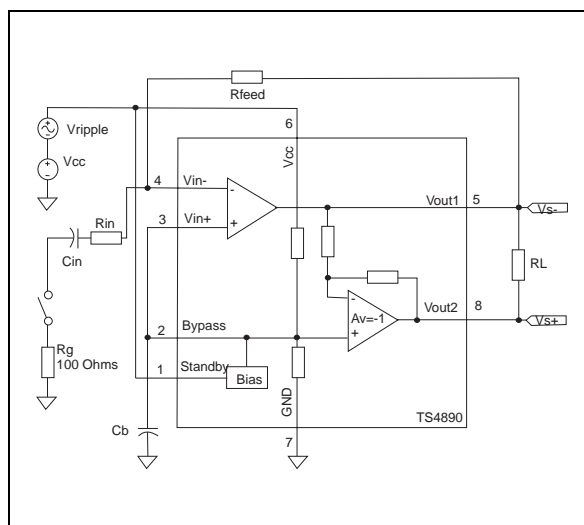 Rfeed
6
Vripple
Vcc
Vcc
4
Vin-
-
Vout1
5
Vs-
3
Vin+
+
Rin
Cin
RL
-
Vout2
8
Av=-1
2
Bypass
+
Vs+
Rg
100 Ohms
1
Standby
Bias
GND
TS4890
Cb
7